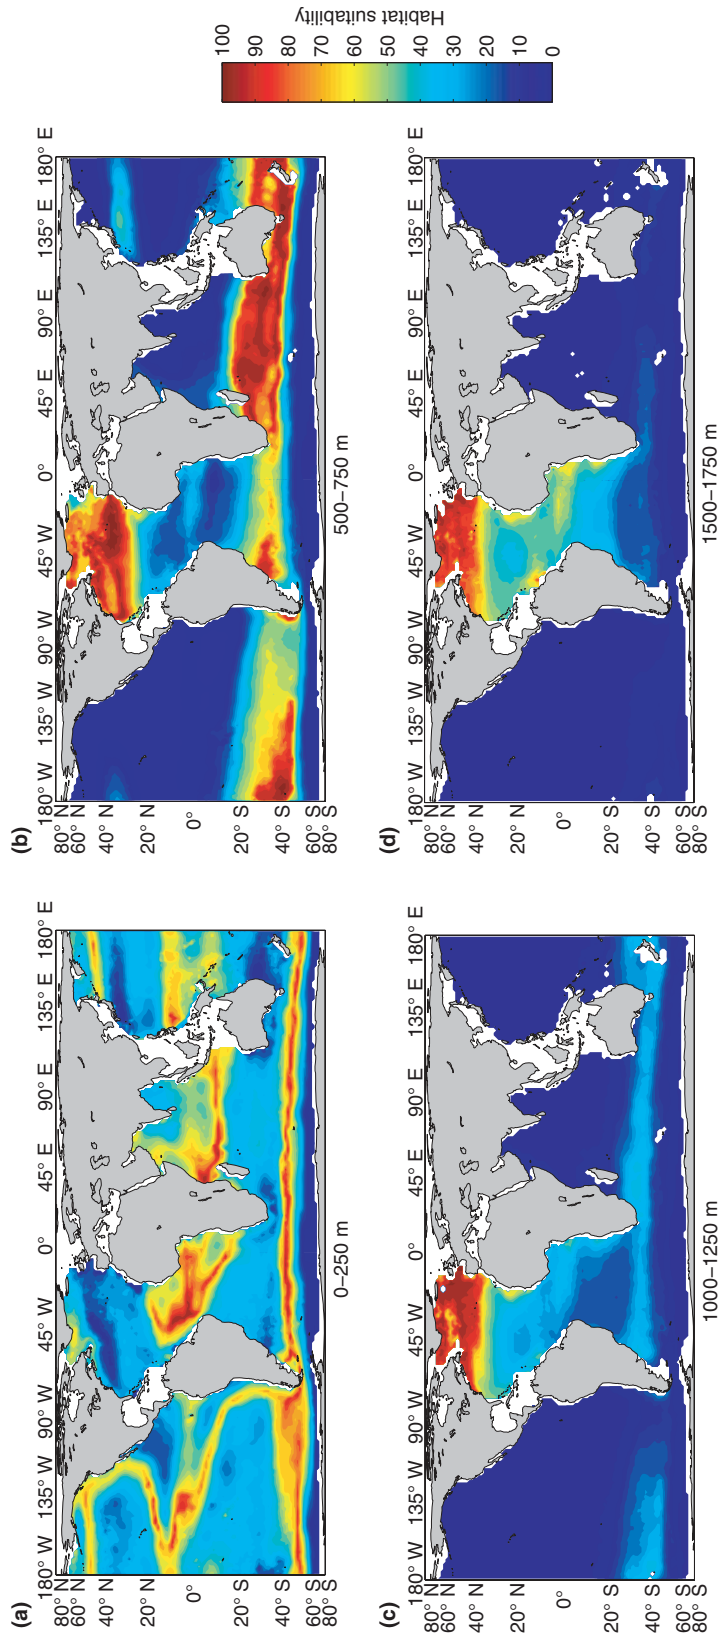 (a)
180° W 135° W 90° W 45° W 0° 45° E 90° E 135° E 180° E
80° N
60° N
40° N
20° N
0°
20° S
40° S
60° S
80° S
0–250 m
(b)
180° W 135° W 90° W 45° W 0° 45° E 90° E 135° E 180° E
80° N
60° N
40° N
20° N
0°
20° S
40° S
60° S
80° S
500–750 m
(c)
180° W 135° W 90° W 45° W 0° 45° E 90° E 135° E 180° E
80° N
60° N
40° N
20° N
0°
20° S
40° S
60° S
80° S
1000–1250 m
(d)
180° W 135° W 90° W 45° W 0° 45° E 90° E 135° E 180° E
80° N
60° N
40° N
20° N
0°
20° S
40° S
60° S
80° S
1500–1750 m
100
90
80
70
60
50
40
30
20
10
0
Habitat suitability